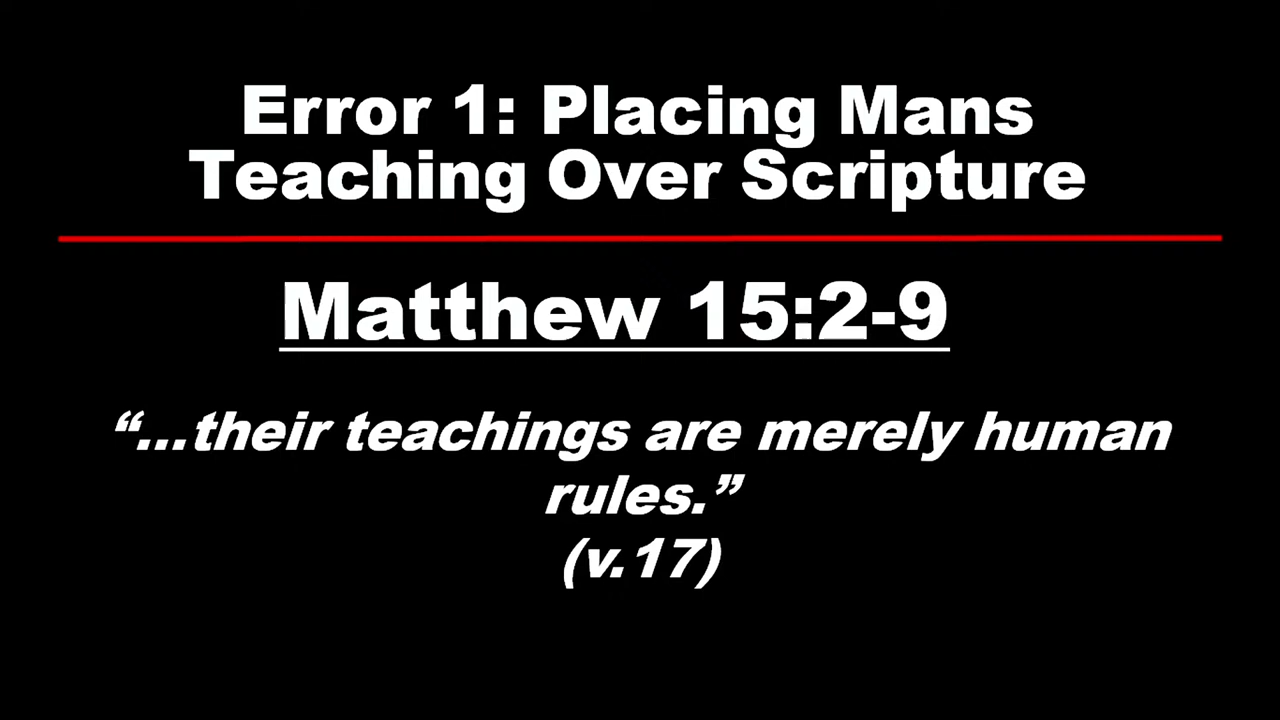 Error 1: Placing Mans
Teaching Over Scripture
Matthew 15:2-9
“…their teachings are merely human
rules.”
(v.17)